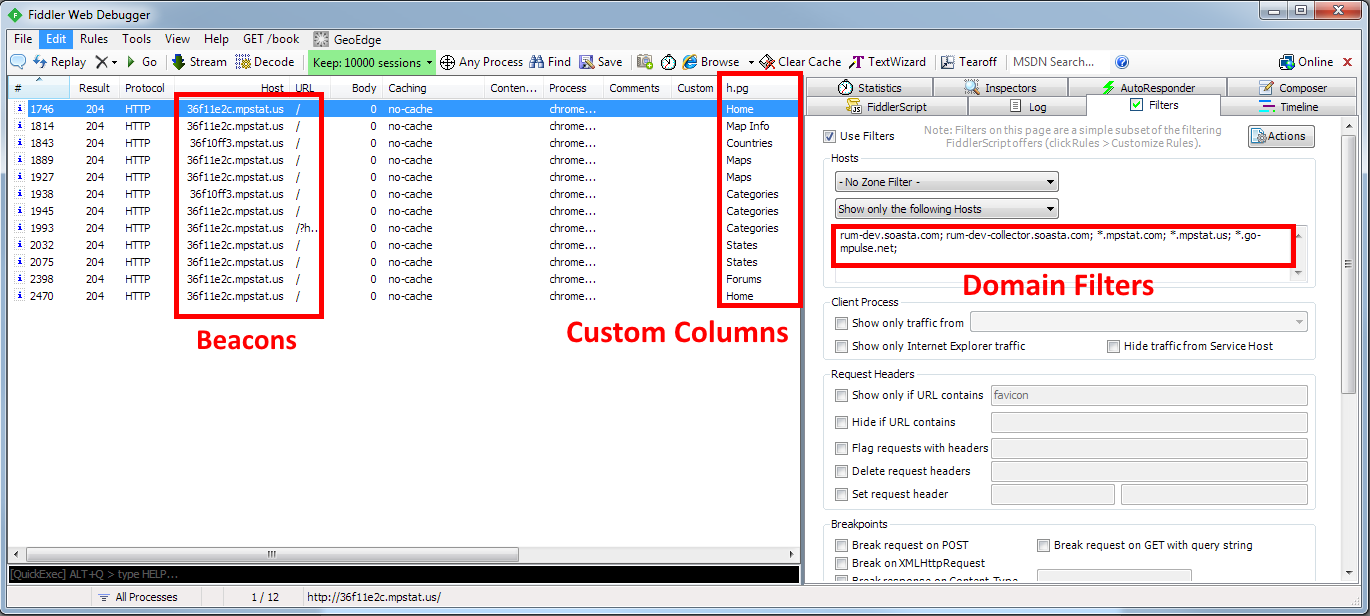 Fiddler Web Debugger
File Edit Rules Tools View Help GET /book GeoEdge
Replay Go Stream Decode Keep: 10000 sessions Any Process Find Save Browse Clear Cache TextWizard Tearoff MSDN Search... Online
# Result Protocol Host URL Body Caching Conten... Process Comments Custom h.pg
1746 204 HTTP 36f11e2c.mpstat.us / 0 no-cache chrome... Home
1814 204 HTTP 36f11e2c.mpstat.us / 0 no-cache chrome... Map Info
1843 204 HTTP 36f10ff3.mpstat.us / 0 no-cache chrome... Countries
1889 204 HTTP 36f11e2c.mpstat.us / 0 no-cache chrome... Maps
1927 204 HTTP 36f11e2c.mpstat.us / 0 no-cache chrome... Maps
1938 204 HTTP 36f10ff3.mpstat.us / 0 no-cache chrome... Categories
1945 204 HTTP 36f11e2c.mpstat.us / 0 no-cache chrome... Categories
1993 204 HTTP 36f11e2c.mpstat.us /?h... 0 no-cache chrome... Categories
2032 204 HTTP 36f11e2c.mpstat.us / 0 no-cache chrome... States
2075 204 HTTP 36f11e2c.mpstat.us / 0 no-cache chrome... States
2398 204 HTTP 36f11e2c.mpstat.us / 0 no-cache chrome... Forums
2470 204 HTTP 36f11e2c.mpstat.us / 0 no-cache chrome... Home
Beacons
Custom Columns
[QuickExec] ALT+Q > type HELP...
All Processes 1 / 12 http://36f11e2c.mpstat.us/
Statistics Inspectors AutoResponder Composer
FiddlerScript Log Filters Timeline
Use Filters
Note: Filters on this page are a simple subset of the filtering
FiddlerScript offers (click Rules > Customize Rules).
Actions
Hosts
- No Zone Filter -
Show only the following Hosts
rum-dev.soasta.com; rum-dev-collector.soasta.com; *.mpstat.com; *.mpstat.us; *.go-
mpulse.net;
Domain Filters
Client Process
Show only traffic from
Show only Internet Explorer traffic Hide traffic from Service Host
Request Headers
Show only if URL contains favicon
Hide if URL contains
Flag requests with headers
Delete request headers
Set request header
Breakpoints
Break request on POST Break request on GET with query string
Break on XMLHttpRequest
Break response on Content-Type